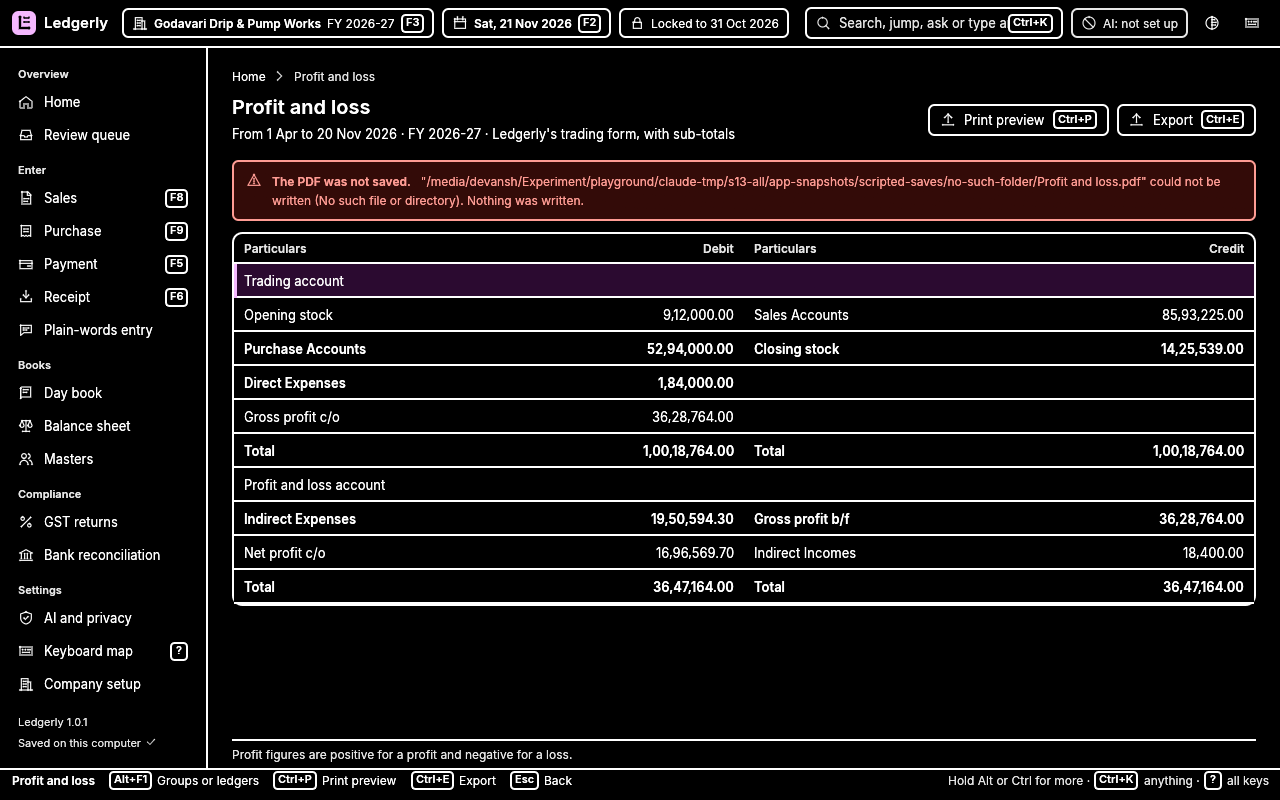 Ledgerly
Godavari Drip & Pump Works FY 2026-27 F3
Sat, 21 Nov 2026 F2
Locked to 31 Oct 2026
Search, jump, ask or type a Ctrl+K
AI: not set up
Overview
Home
Review queue
Enter
Sales F8
Purchase F9
Payment F5
Receipt F6
Plain-words entry
Books
Day book
Balance sheet
Masters
Compliance
GST returns
Bank reconciliation
Settings
AI and privacy
Keyboard map ?
Company setup
Ledgerly 1.0.1
Saved on this computer
Home > Profit and loss
Profit and loss
From 1 Apr to 20 Nov 2026 · FY 2026-27 · Ledgerly's trading form, with sub-totals
Print preview Ctrl+P
Export Ctrl+E
The PDF was not saved. "/media/devansh/Experiment/playground/claude-tmp/s13-all/app-snapshots/scripted-saves/no-such-folder/Profit and loss.pdf" could not be
written (No such file or directory). Nothing was written.
Particulars Debit Particulars Credit
Trading account
Opening stock 9,12,000.00 Sales Accounts 85,93,225.00
Purchase Accounts 52,94,000.00 Closing stock 14,25,539.00
Direct Expenses 1,84,000.00
Gross profit c/o 36,28,764.00
Total 1,00,18,764.00 Total 1,00,18,764.00
Profit and loss account
Indirect Expenses 19,50,594.30 Gross profit b/f 36,28,764.00
Net profit c/o 16,96,569.70 Indirect Incomes 18,400.00
Total 36,47,164.00 Total 36,47,164.00
Profit figures are positive for a profit and negative for a loss.
Profit and loss Alt+F1 Groups or ledgers Ctrl+P Print preview Ctrl+E Export Esc Back
Hold Alt or Ctrl for more · Ctrl+K anything · ? all keys